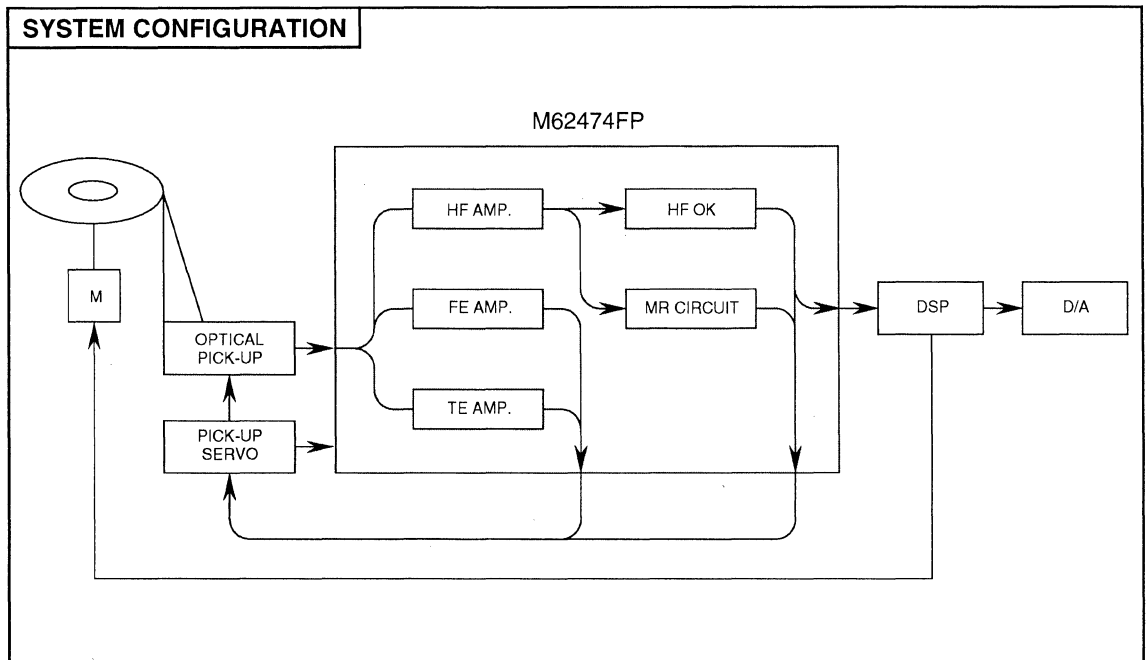 SYSTEM CONFIGURATION
M62474FP
HF AMP.
HF OK
M
FE AMP.
MR CIRCUIT
DSP
D/A
OPTICAL
PICK-UP
TE AMP.
PICK-UP
SERVO